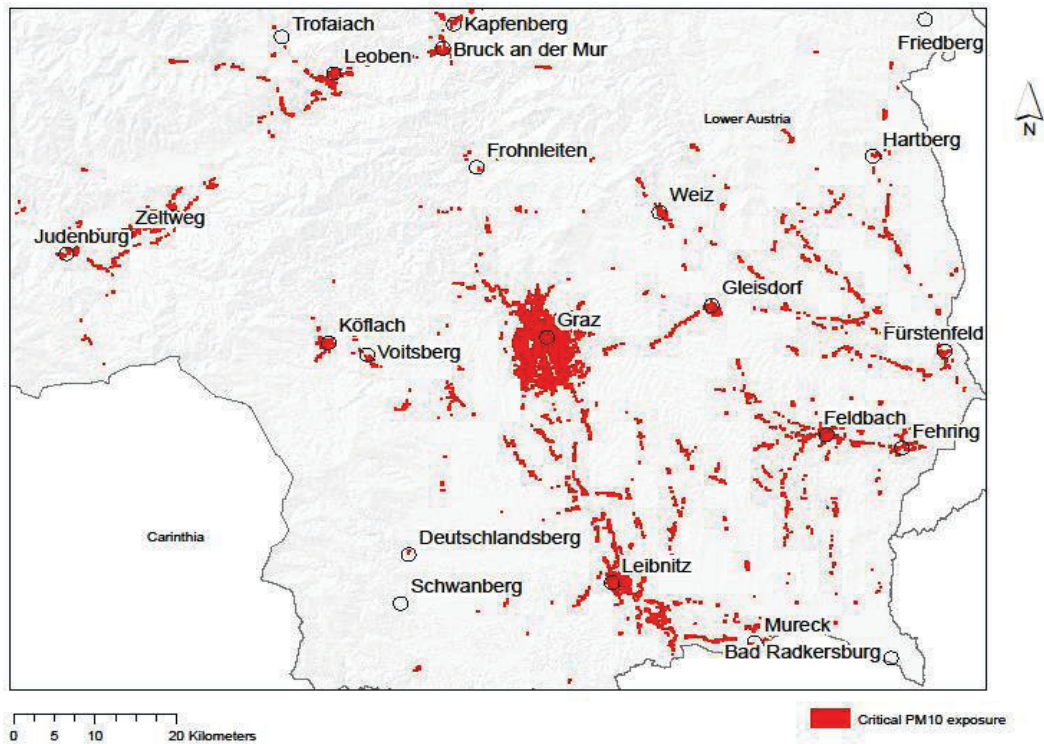 Trofaiach
Kapfenberg
Friedberg
Leoben
Bruck an der Mur
N
Lower Austria
Hartberg
Frohnleiten
Weiz
Zeltweg
Judenburg
Gleisdorf
Graz
Fürstenfeld
Köflach
Voitsberg
Feldbach
Fehring
Carinthia
Deutschlandsberg
Leibnitz
Schwanberg
Mureck
Bad Radkersburg
0 5 10 20 Kilometers
Critical PM10 exposure